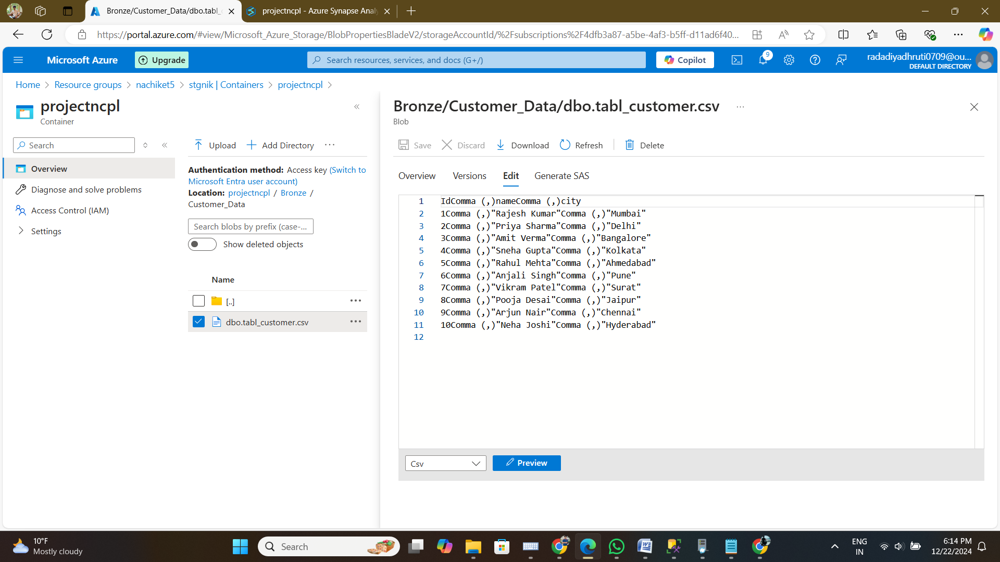 Bronze/Customer_Data/dbo.tabl_
projectncpl - Azure Synapse Analy
https://portal.azure.com/#view/Microsoft_Azure_Storage/BlobPropertiesBladeV2/storageAccountId/%2Fsubscriptions%2F4dfb3a87-a5be-4af3-b5ff-d11ad6f40...
Microsoft Azure
Upgrade
Search resources, services, and docs (G+/)
Copilot
9
radadiyadhruti0709@ou...
DEFAULT DIRECTORY
Home > Resource groups > nachiket5 > stgnik | Containers > projectncpl >
projectncpl
Container
Search
Overview
Diagnose and solve problems
Access Control (IAM)
Settings
Upload
Add Directory
Authentication method: Access key (Switch to
Microsoft Entra user account)
Location: projectncpl / Bronze /
Customer_Data
Search blobs by prefix (case-...
Show deleted objects
Name
[..]
dbo.tabl_customer.csv
Bronze/Customer_Data/dbo.tabl_customer.csv
Blob
Save
Discard
Download
Refresh
Delete
Overview
Versions
Edit
Generate SAS
1 IdComma (,)nameComma (,)city
2 1Comma (,)"Rajesh Kumar"Comma (,)"Mumbai"
3 2Comma (,)"Priya Sharma"Comma (,)"Delhi"
4 3Comma (,)"Amit Verma"Comma (,)"Bangalore"
5 4Comma (,)"Sneha Gupta"Comma (,)"Kolkata"
6 5Comma (,)"Rahul Mehta"Comma (,)"Ahmedabad"
7 6Comma (,)"Anjali Singh"Comma (,)"Pune"
8 7Comma (,)"Vikram Patel"Comma (,)"Surat"
9 8Comma (,)"Pooja Desai"Comma (,)"Jaipur"
10 9Comma (,)"Arjun Nair"Comma (,)"Chennai"
11 10Comma (,)"Neha Joshi"Comma (,)"Hyderabad"
12
Csv
Preview
10°F
Mostly cloudy
Search
ENG
IN
6:14 PM
12/22/2024